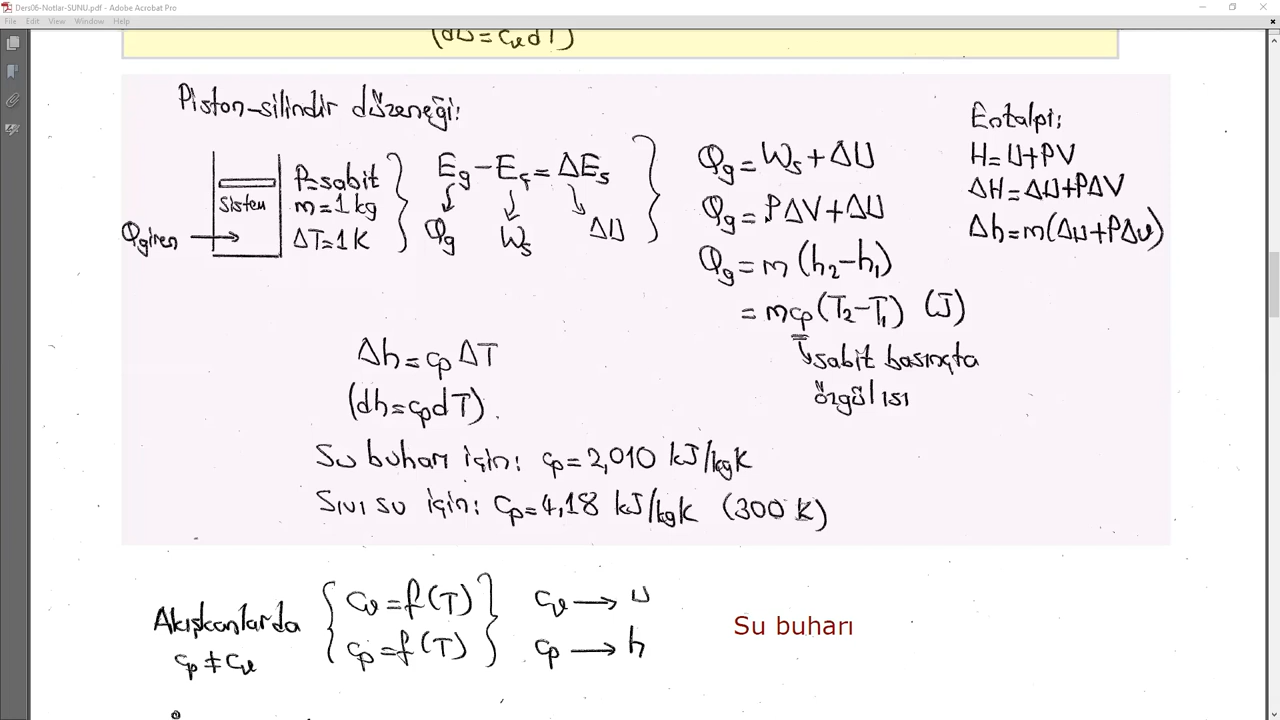 Ders06-Notlar-SUNU.pdf - Adobe Acrobat Pro
File Edit View Window Help
(du = cv dT)
Piston-silindir düzeneği:
Sistem
Qgiren
P=sabit
m=1 kg
ΔT=1 K
Eg - Eç = ΔEs
Qg Ws ΔU
Qg = Ws + ΔU
Qg = PΔV + ΔU
Qg = m (h2-h1)
= mcp (T2-T1) (J)
sabit basınçta
özgül ısı
Entalpi:
H=U+PV
ΔH=ΔU+PΔV
Δh=m(Δu+PΔv)
Δh = cp ΔT
(dh=cpdT).
Su buharı için: cp=2,010 kJ/kgK
Sıvı su için: cp=4,18 kJ/kgK (300 K)
Akışkanlarda
cp ≠ cv
cv = f(T)
cp = f(T)
cv → u
cp → h
Su buharı